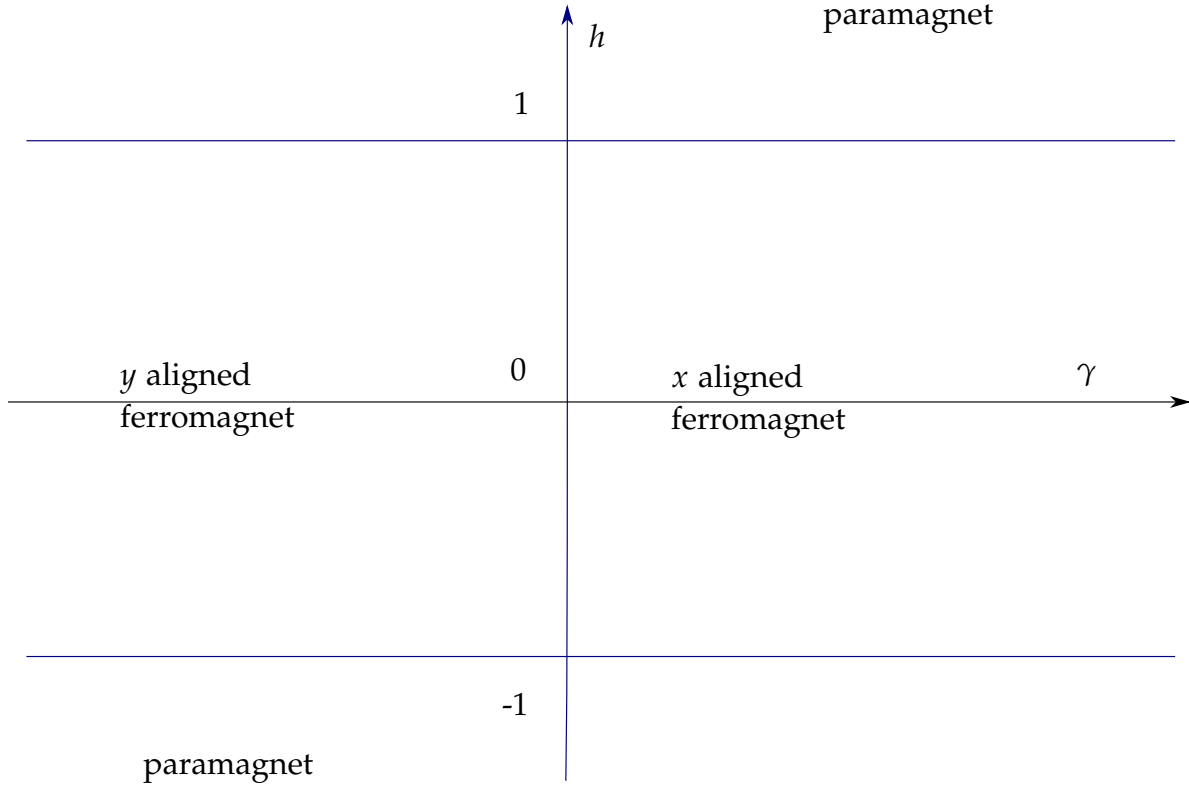 paramagnet
h
1
0
y aligned
ferromagnet
x aligned
ferromagnet
γ
-1
paramagnet